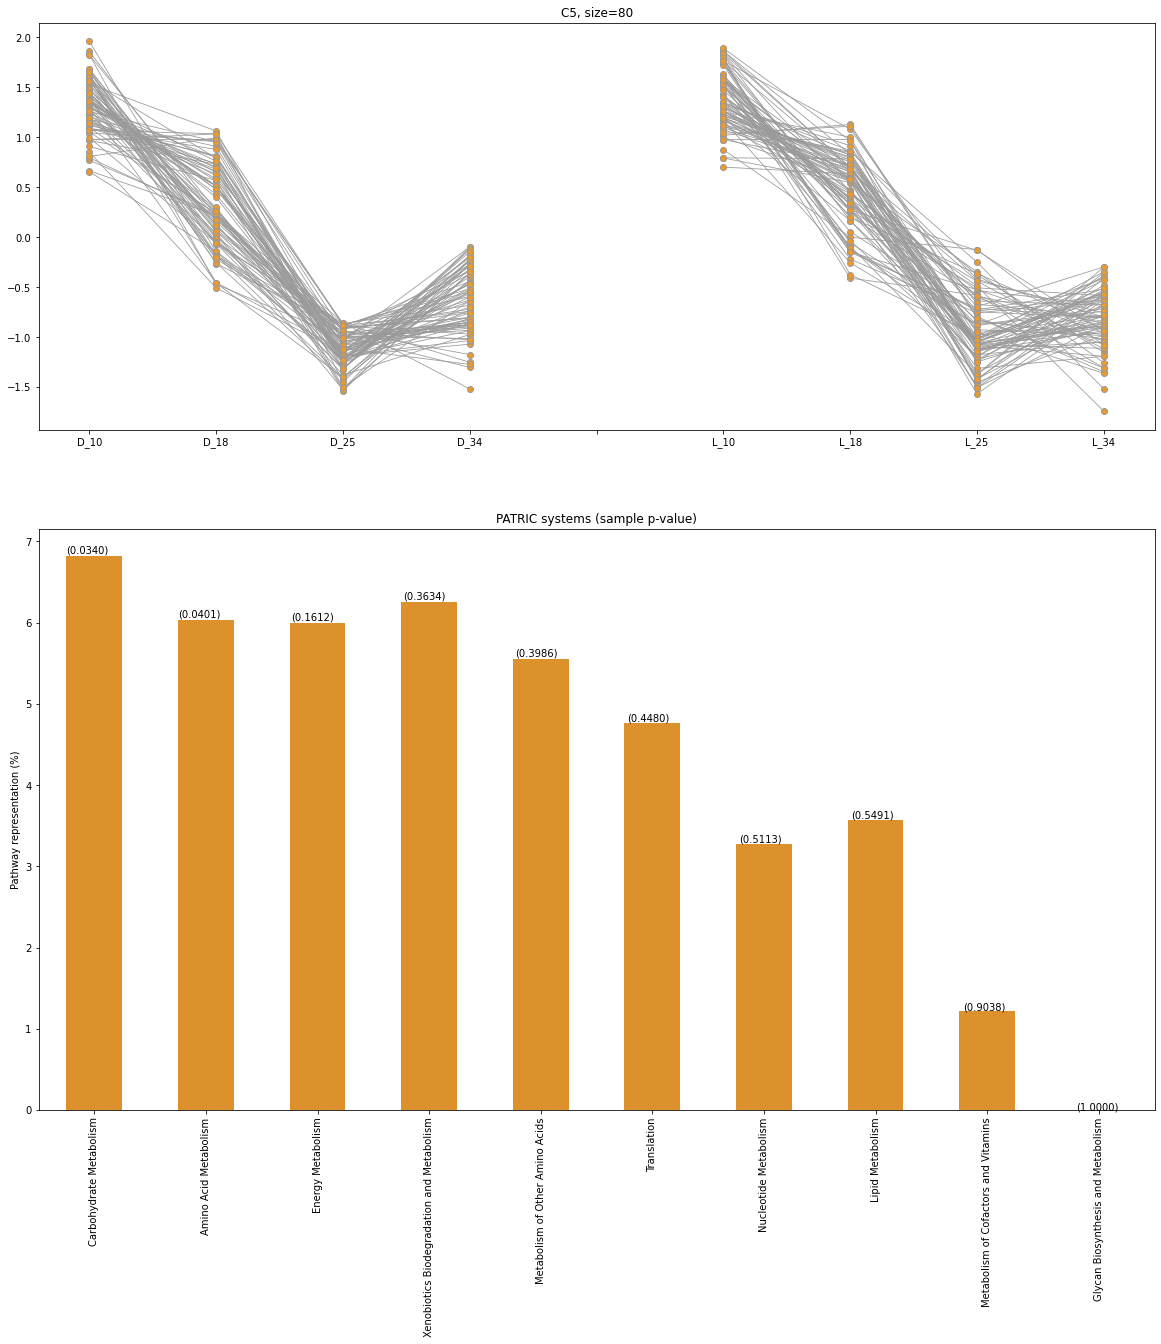 C5, size=80
2.0
1.5
1.0
0.5
0.0
−0.5
−1.0
−1.5
D_10 D_18 D_25 D_34 L_10 L_18 L_25 L_34
PATRIC systems (sample p-value)
Pathway representation (%)
7
6
5
4
3
2
1
0
(0.0340)
(0.0401)
(0.1612)
(0.3634)
(0.3986)
(0.4480)
(0.5113)
(0.5491)
(0.9038)
(1.0000)
Carbohydrate Metabolism
Amino Acid Metabolism
Energy Metabolism
Xenobiotics Biodegradation and Metabolism
Metabolism of Other Amino Acids
Translation
Nucleotide Metabolism
Lipid Metabolism
Metabolism of Cofactors and Vitamins
Glycan Biosynthesis and Metabolism